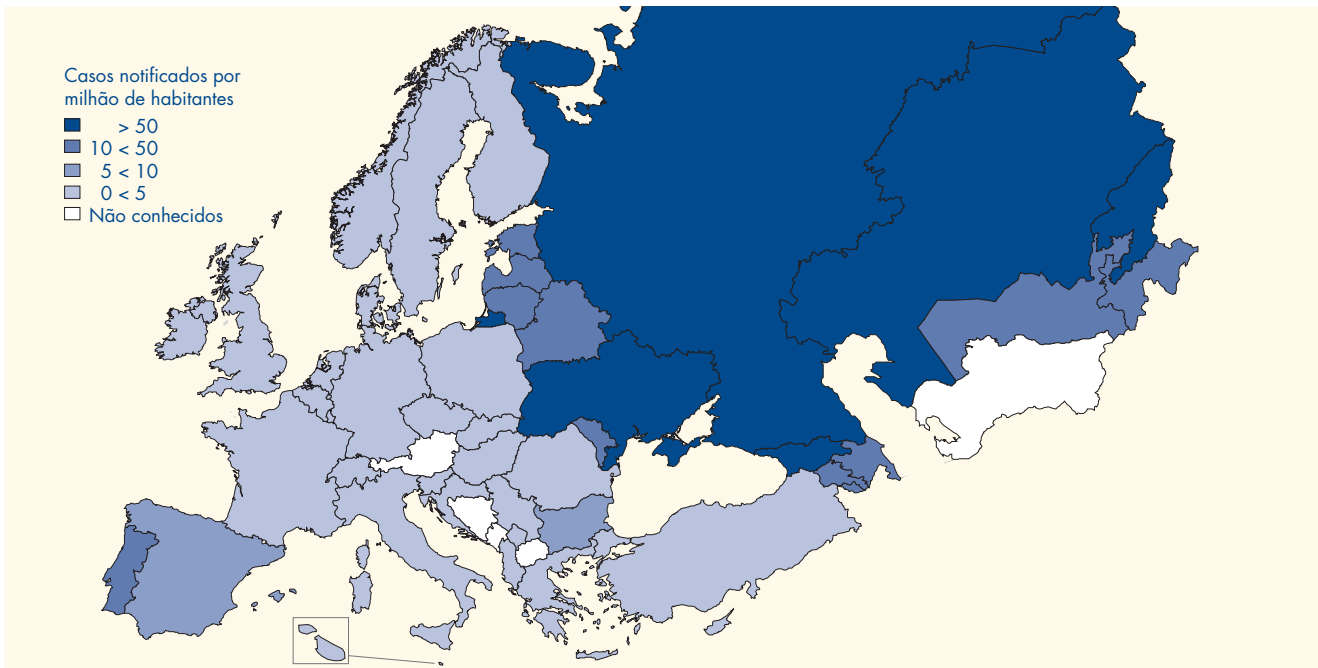 Casos notificados por
milhão de habitantes
> 50
10 < 50
5 < 10
0 < 5
Não conhecidos